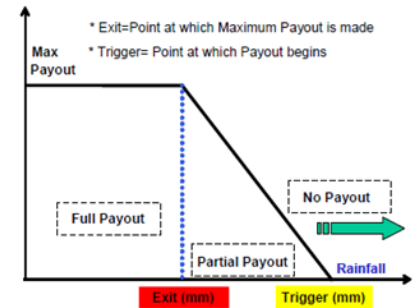 * Exit=Point at which Maximum Payout is made
Max
Payout
* Trigger= Point at which Payout begins
No Payout
Full Payout
Partial Payout
Rainfall
Exit (mm)
Trigger (mm)